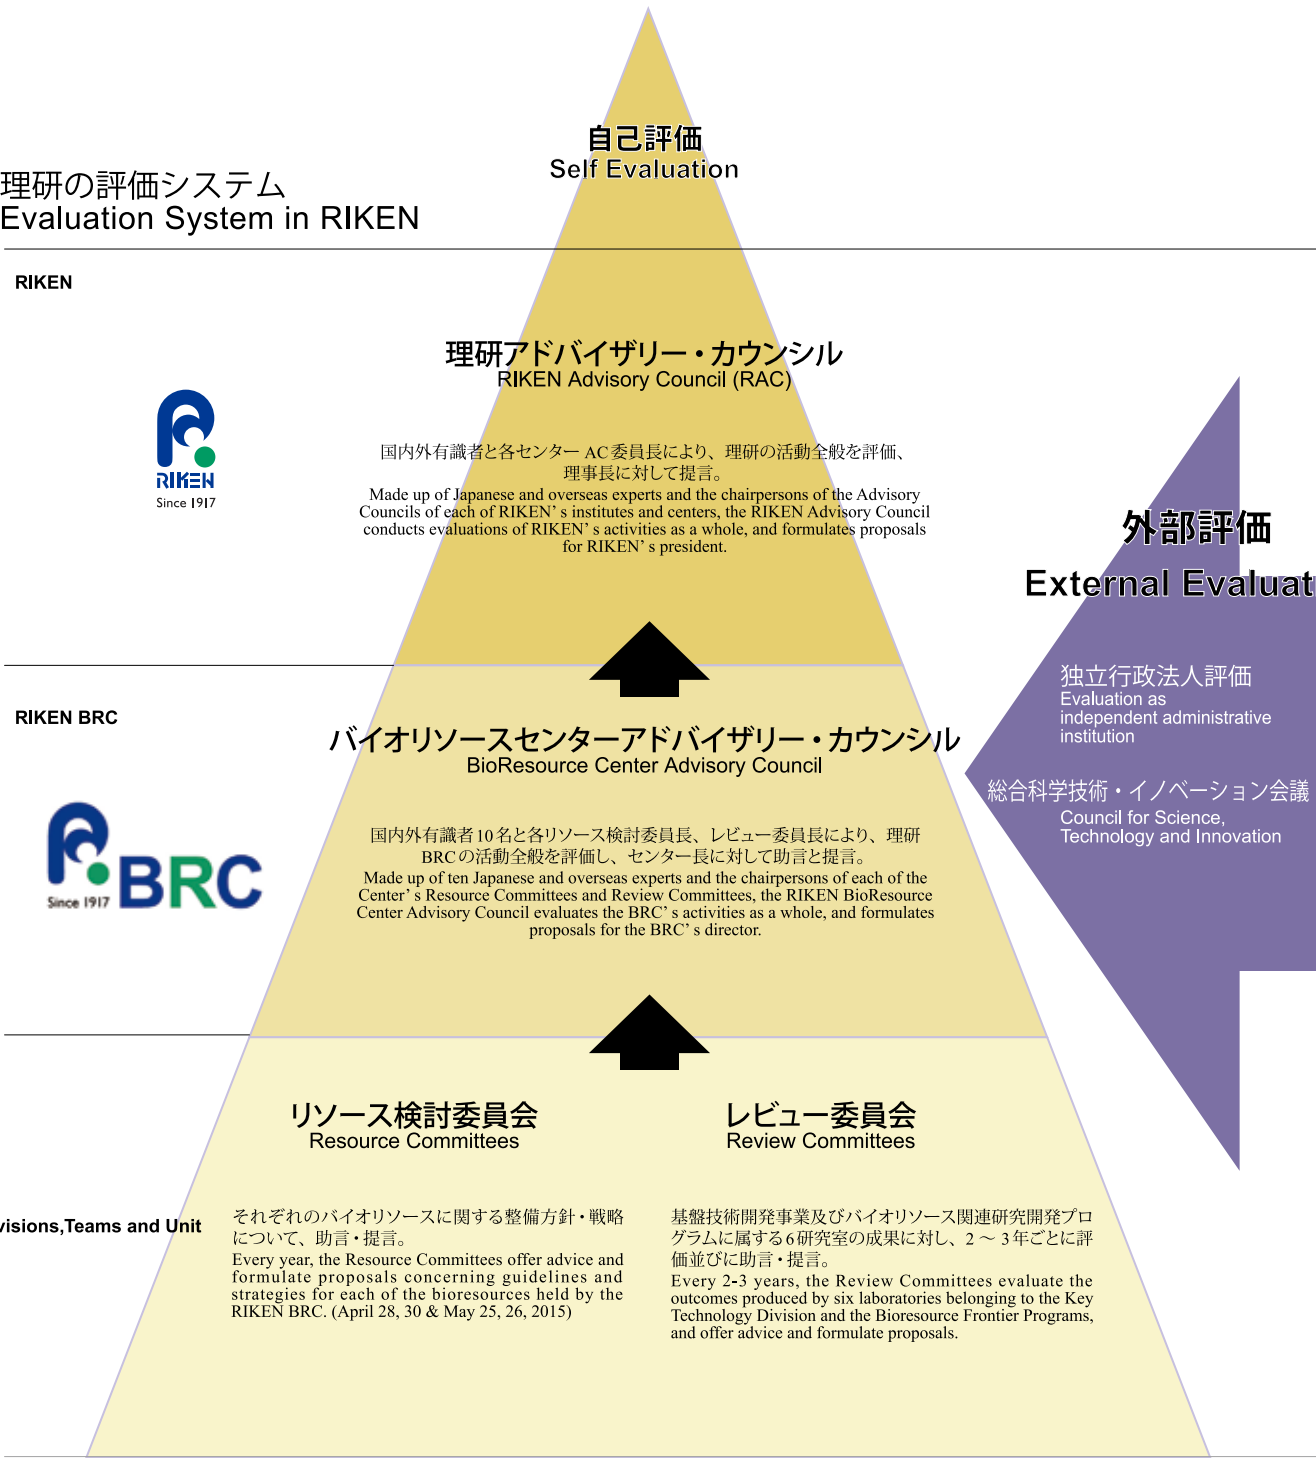 自己評価
Self Evaluation
理研の評価システム
Evaluation System in RIKEN
RIKEN
理研アドバイザリー・カウンシル
RIKEN Advisory Council (RAC)
RIKEN
Since 1917
国内外有識者と各センター AC委員長により、理研の活動全般を評価、
理事長に対して提言。
Made up of Japanese and overseas experts and the chairpersons of the Advisory
Councils of each of RIKEN’ s institutes and centers, the RIKEN Advisory Council
conducts evaluations of RIKEN’ s activities as a whole, and formulates proposals
for RIKEN’ s president.
外部評価
External Evaluat
独立行政法人評価
Evaluation as
independent administrative
institution
総合科学技術・イノベーション会議
Council for Science,
Technology and Innovation
RIKEN BRC
バイオリソースセンターアドバイザリー・カウンシル
BioResource Center Advisory Council
Since 1917 BRC
国内外有識者10名と各リソース検討委員長、レビュー委員長により、理研
BRCの活動全般を評価し、センター長に対して助言と提言。
Made up of ten Japanese and overseas experts and the chairpersons of each of the
Center’ s Resource Committees and Review Committees, the RIKEN BioResource
Center Advisory Council evaluates the BRC’ s activities as a whole, and formulates
proposals for the BRC’ s director.
visions,Teams and Unit
リソース検討委員会
Resource Committees
それぞれのバイオリソースに関する整備方針・戦略
について、助言・提言。
Every year, the Resource Committees offer advice and
formulate proposals concerning guidelines and
strategies for each of the bioresources held by the
RIKEN BRC. (April 28, 30 & May 25, 26, 2015)
レビュー委員会
Review Committees
基盤技術開発事業及びバイオリソース関連研究開発プロ
グラムに属する6研究室の成果に対し、2 ～ 3年ごとに評
価並びに助言・提言。
Every 2-3 years, the Review Committees evaluate the
outcomes produced by six laboratories belonging to the Key
Technology Division and the Bioresource Frontier Programs,
and offer advice and formulate proposals.